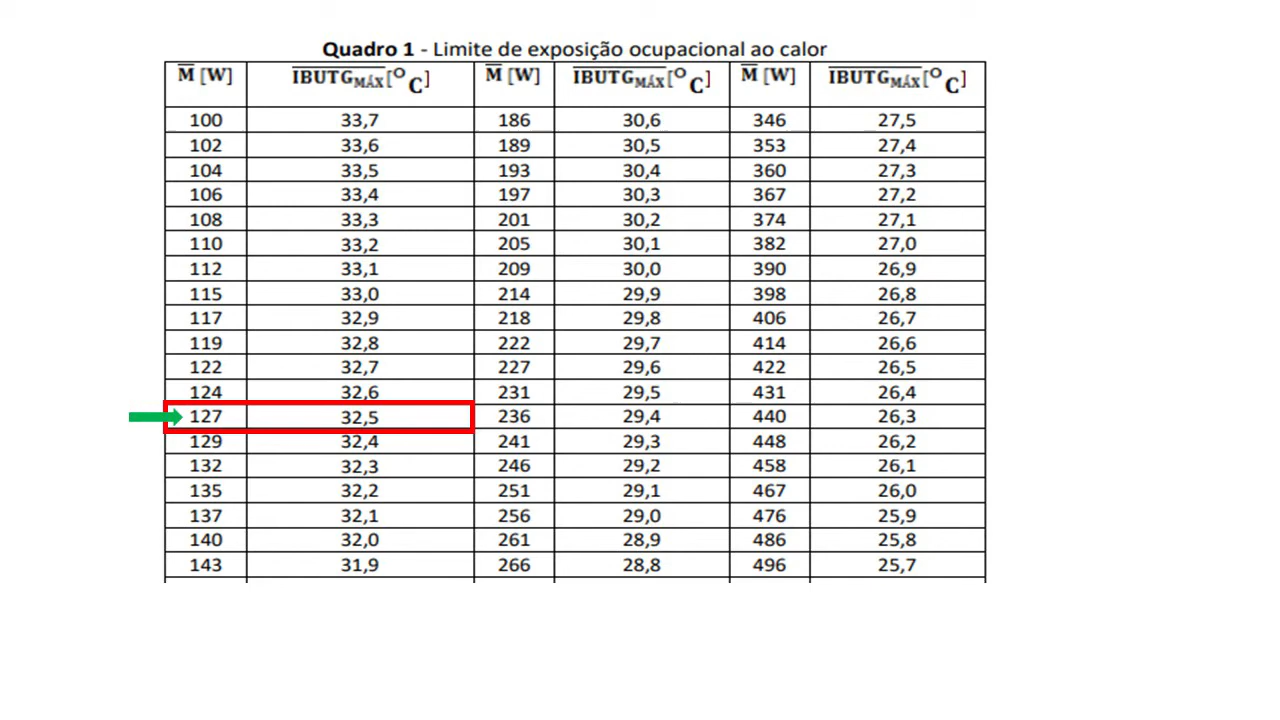 Quadro 1 - Limite de exposição ocupacional ao calor
M [W] IBUTGMÁX[°C] M [W] IBUTGMÁX[°C] M [W] IBUTGMÁX[°C]
100 33,7 186 30,6 346 27,5
102 33,6 189 30,5 353 27,4
104 33,5 193 30,4 360 27,3
106 33,4 197 30,3 367 27,2
108 33,3 201 30,2 374 27,1
110 33,2 205 30,1 382 27,0
112 33,1 209 30,0 390 26,9
115 33,0 214 29,9 398 26,8
117 32,9 218 29,8 406 26,7
119 32,8 222 29,7 414 26,6
122 32,7 227 29,6 422 26,5
124 32,6 231 29,5 431 26,4
127 32,5 236 29,4 440 26,3
129 32,4 241 29,3 448 26,2
132 32,3 246 29,2 458 26,1
135 32,2 251 29,1 467 26,0
137 32,1 256 29,0 476 25,9
140 32,0 261 28,9 486 25,8
143 31,9 266 28,8 496 25,7